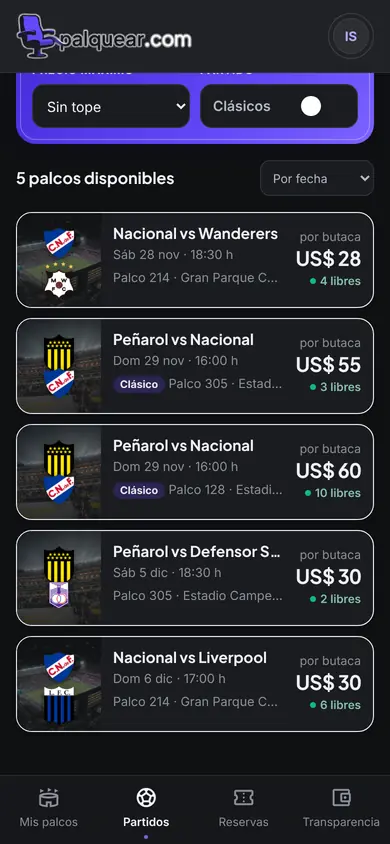 palquear.com
IS
Sin tope
Clásicos
5 palcos disponibles
Por fecha
Nacional vs Wanderers
Sáb 28 nov · 18:30 h
Palco 214 · Gran Parque C...
por butaca
US$ 28
4 libres
Peñarol vs Nacional
Dom 29 nov · 16:00 h
Clásico Palco 305 · Estad...
por butaca
US$ 55
3 libres
Peñarol vs Nacional
Dom 29 nov · 16:00 h
Clásico Palco 128 · Estadi...
por butaca
US$ 60
10 libres
Peñarol vs Defensor S...
Sáb 5 dic · 18:30 h
Palco 305 · Estadio Campe...
por butaca
US$ 30
2 libres
Nacional vs Liverpool
Dom 6 dic · 17:00 h
Palco 214 · Gran Parque C...
por butaca
US$ 30
6 libres
Mis palcos
Partidos
Reservas
Transparencia